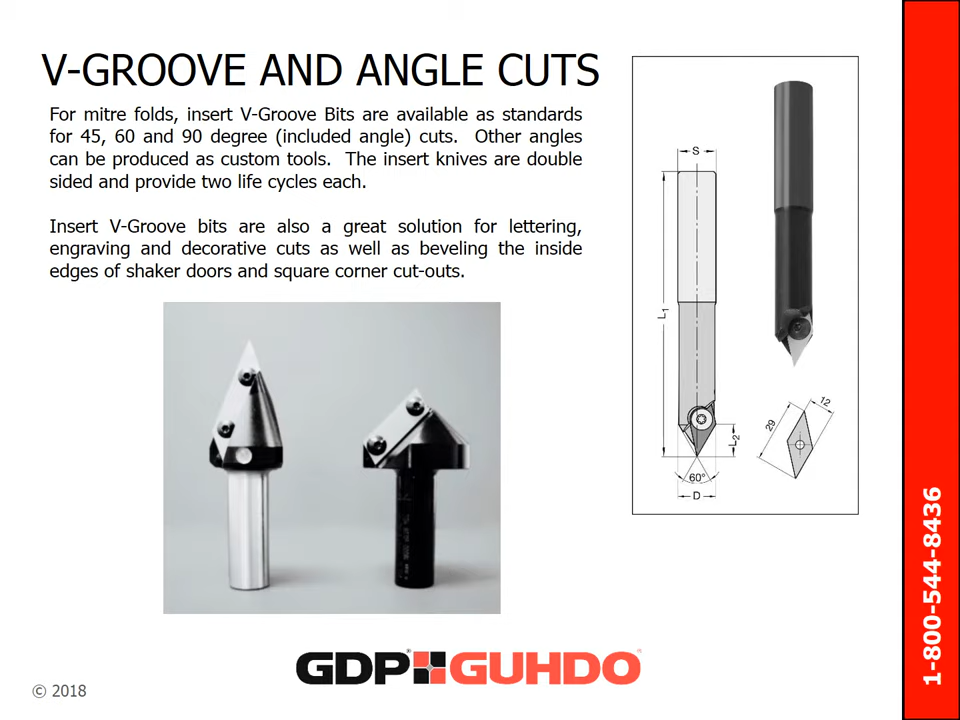 V-GROOVE AND ANGLE CUTS
For mitre folds, insert V-Groove Bits are available as standards
for 45, 60 and 90 degree (included angle) cuts. Other angles
can be produced as custom tools. The insert knives are double
sided and provide two life cycles each.
Insert V-Groove bits are also a great solution for lettering,
engraving and decorative cuts as well as beveling the inside
edges of shaker doors and square corner cut-outs.
S
L1
12
29
L2
60°
D
1-800-544-8436
GDP® GUHDO®
© 2018